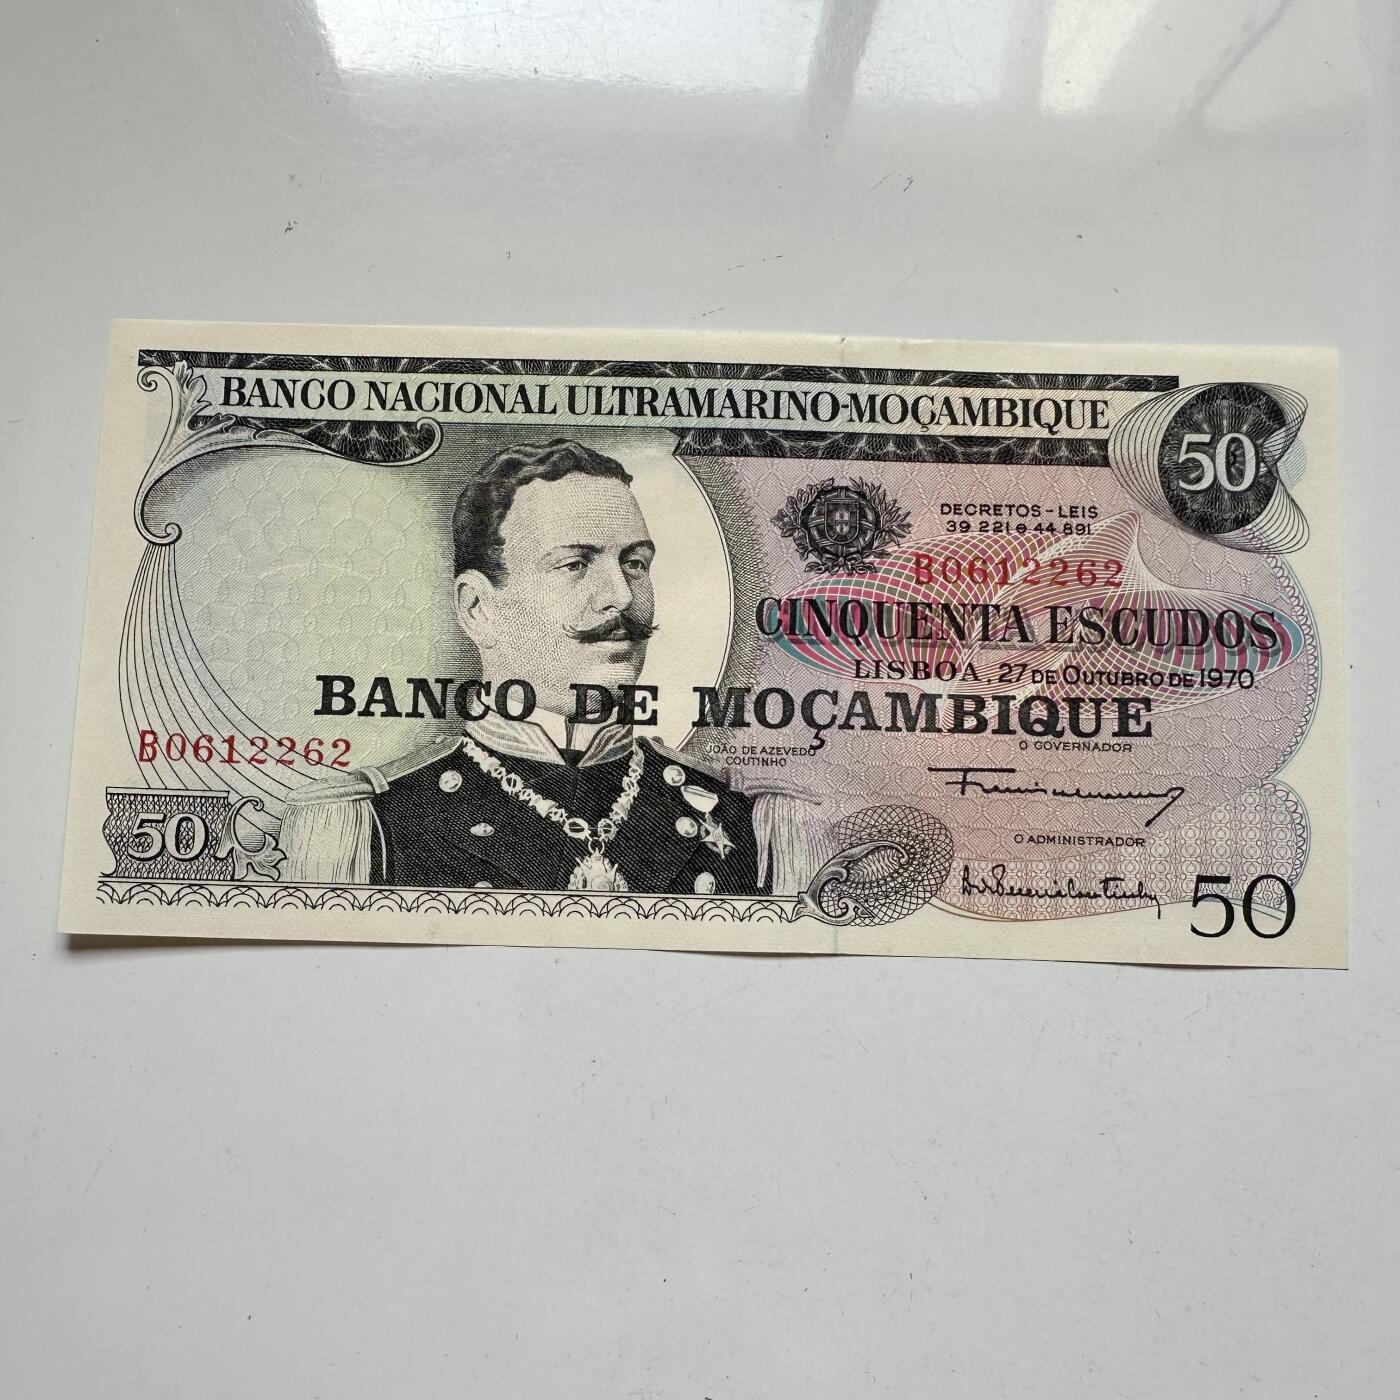 BANCO NACIONAL ULTRAMARINO-MOÇAMBIQUE
50
DECRETOS-LEIS
39 221 e 44 891
B0612262
CINQUENTA ESCUDOS
LISBOA, 27 DE OUTUBRO DE 1970
BANCO DE MOÇAMBIQUE
B0612262
JOÃO DE AZEVEDO
COUTINHO
O GOVERNADOR
O ADMINISTRADOR
50
50